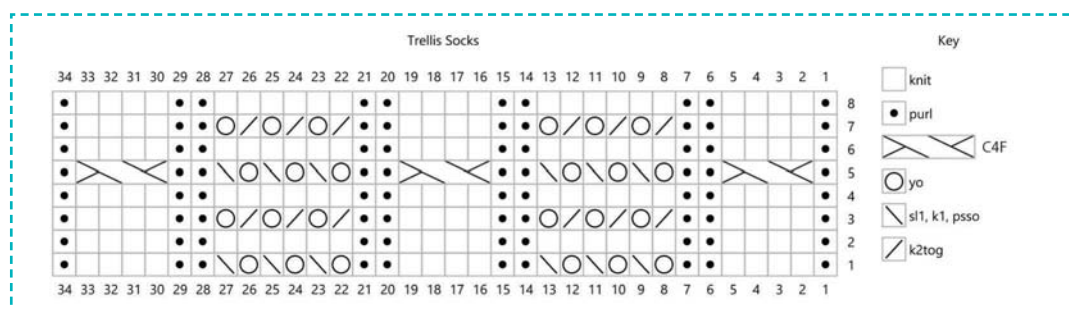 Trellis Socks
Key
34 33 32 31 30 29 28 27 26 25 24 23 22 21 20 19 18 17 16 15 14 13 12 11 10 9 8 7 6 5 4 3 2 1
8
7
6
5
4
3
2
1
34 33 32 31 30 29 28 27 26 25 24 23 22 21 20 19 18 17 16 15 14 13 12 11 10 9 8 7 6 5 4 3 2 1
knit
purl
C4F
yo
sl1, k1, psso
k2tog